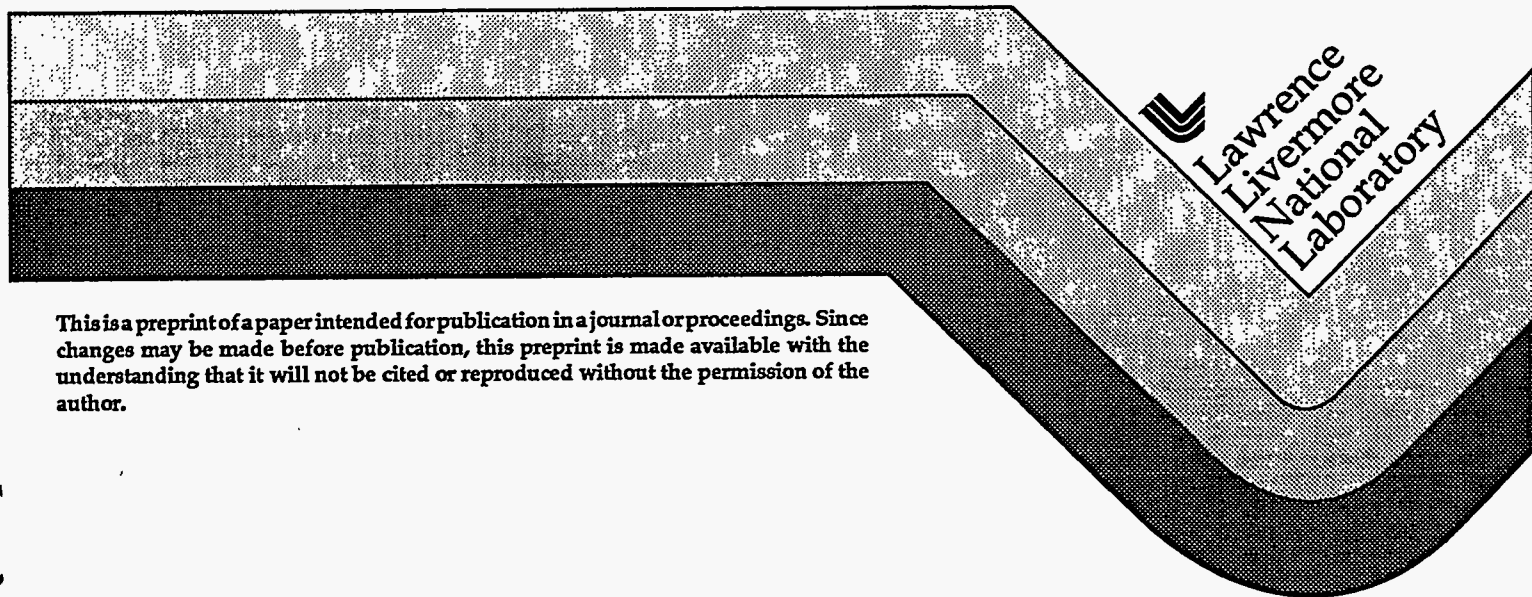 Lawrence
Livermore
National
Laboratory
This is a preprint of a paper intended for publication in a journal or proceedings. Since
changes may be made before publication, this preprint is made available with the
understanding that it will not be cited or reproduced without the permission of the
author.